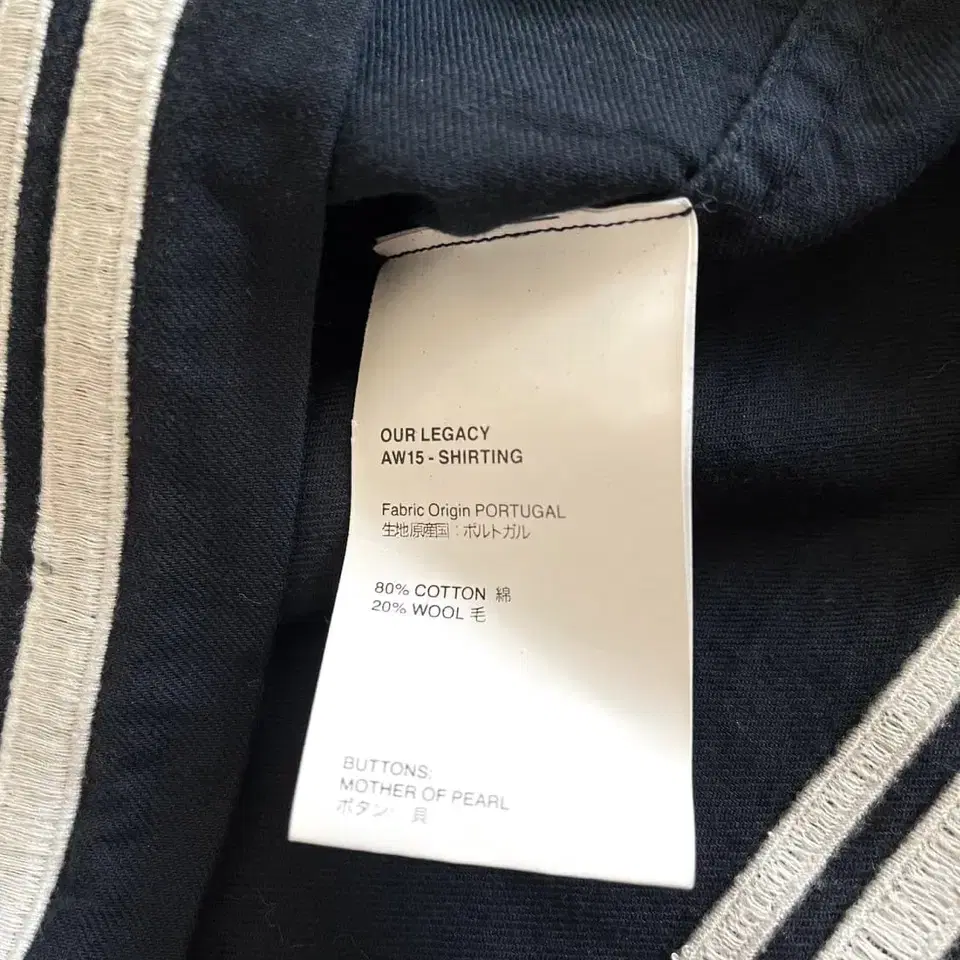 OUR LEGACY
AW15 - SHIRTING
Fabric Origin PORTUGAL
生地原産国：ポルトガル
80% COTTON 綿
20% WOOL 毛
BUTTONS:
MOTHER OF PEARL
ボタン：貝